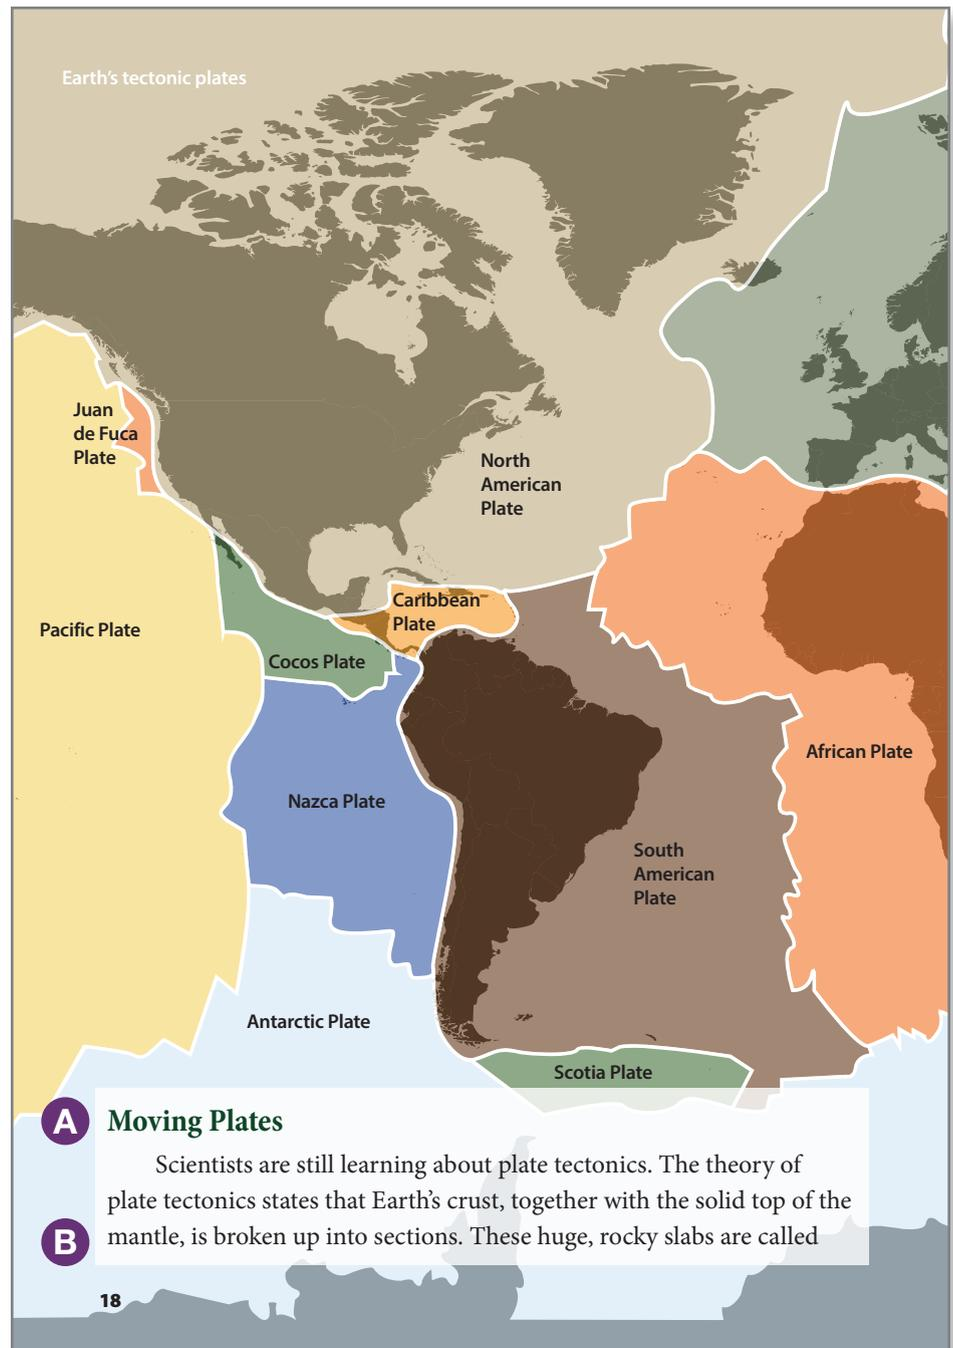 Earth's tectonic plates
Juan
de Fuca
Plate
North
American
Plate
Caribbean
Plate
Pacific Plate
Cocos Plate
African Plate
Nazca Plate
South
American
Plate
Antarctic Plate
Scotia Plate
A
Moving Plates
Scientists are still learning about plate tectonics. The theory of
plate tectonics states that Earth's crust, together with the solid top of the
B
mantle, is broken up into sections. These huge, rocky slabs are called
18